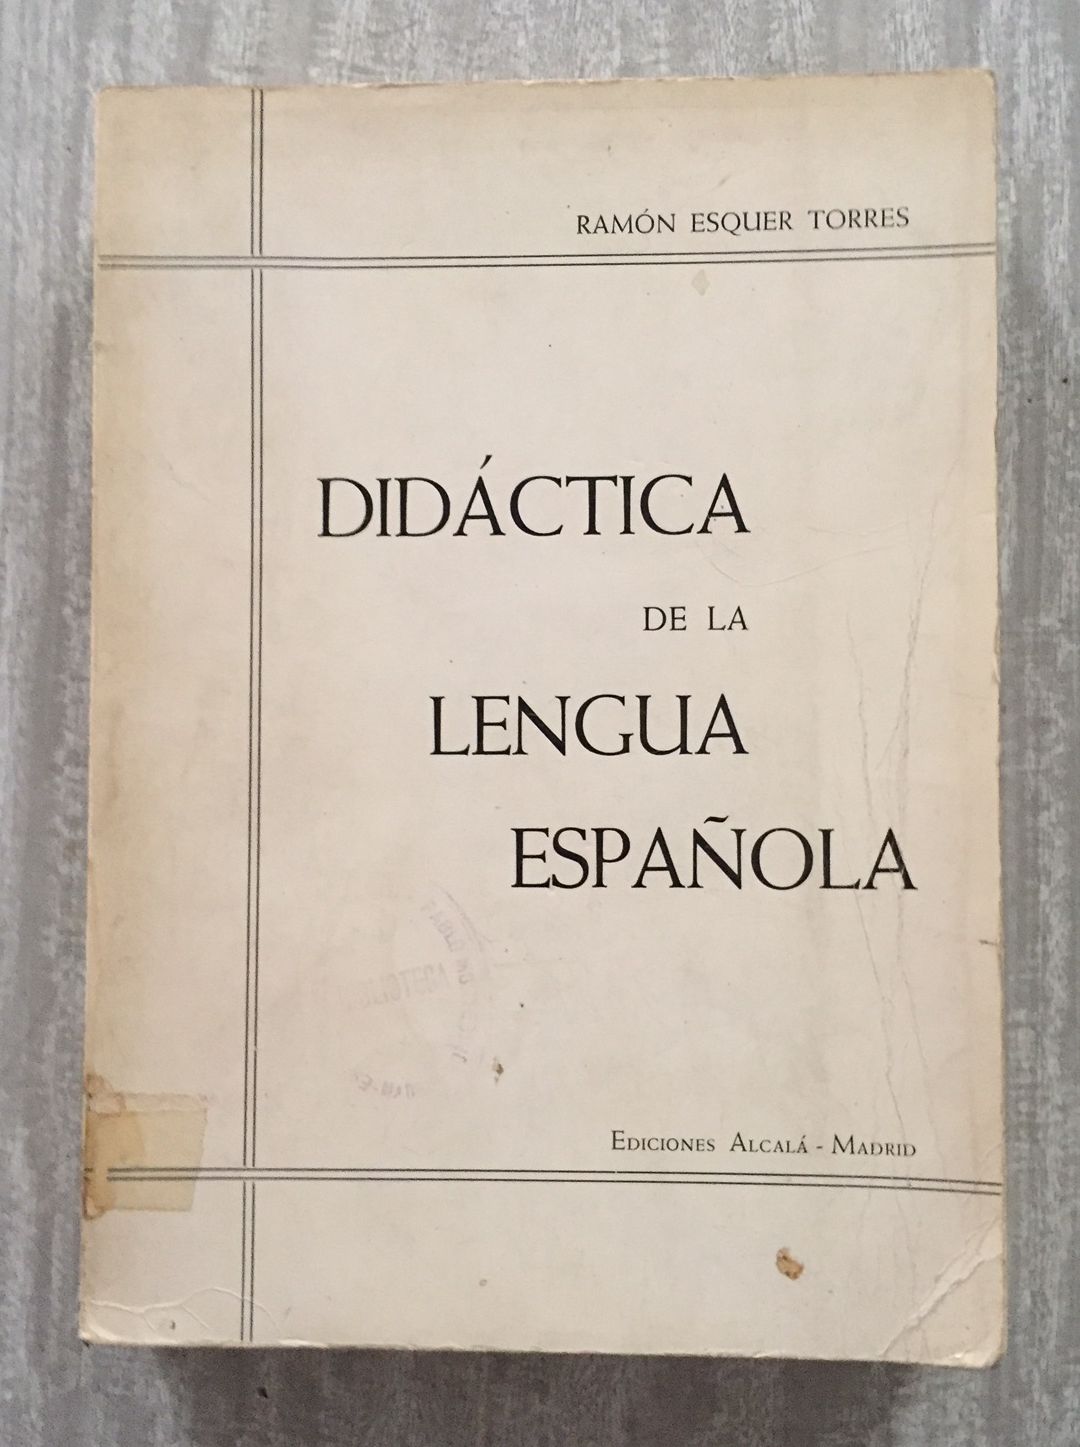 RAMÓN ESQUER TORRES
DIDÁCTICA
DE LA
LENGUA
ESPAÑOLA
EDICIONES ALCALÁ - MADRID